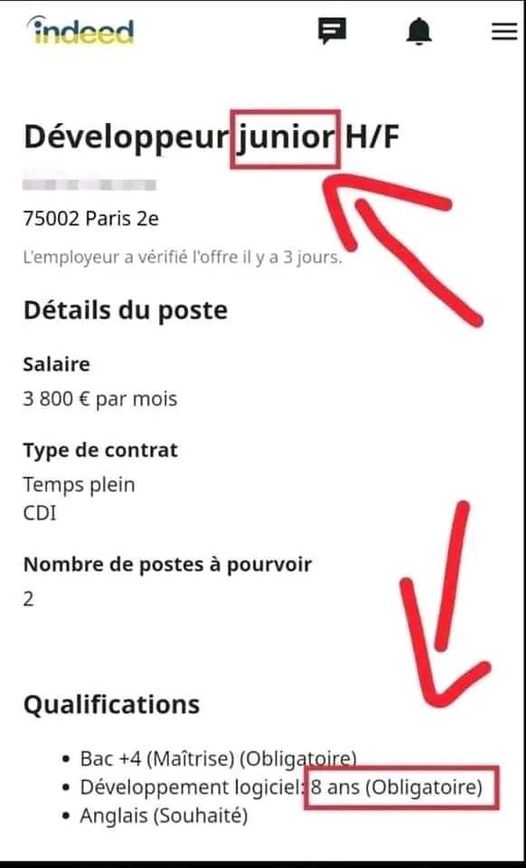 indeed
Développeur junior H/F
75002 Paris 2e
L'employeur a vérifié l'offre il y a 3 jours.
Détails du poste
Salaire
3 800 € par mois
Type de contrat
Temps plein
CDI
Nombre de postes à pourvoir
2
Qualifications
• Bac +4 (Maîtrise) (Obligatoire)
• Développement logiciel: 8 ans (Obligatoire)
• Anglais (Souhaité)